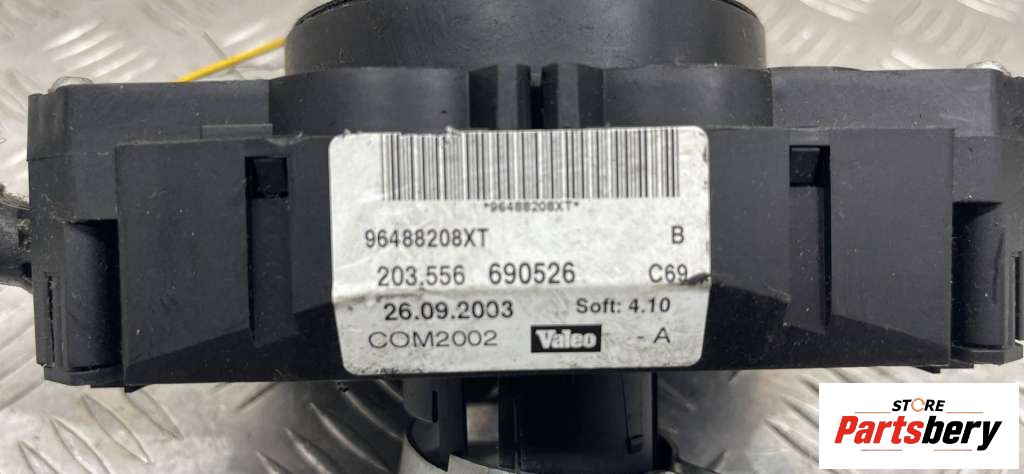 *96488208XT*
96488208XT B
203.556 690526 C69
26.09.2003 Soft: 4.10
COM2002 Valeo - A
STORE
Partsbery